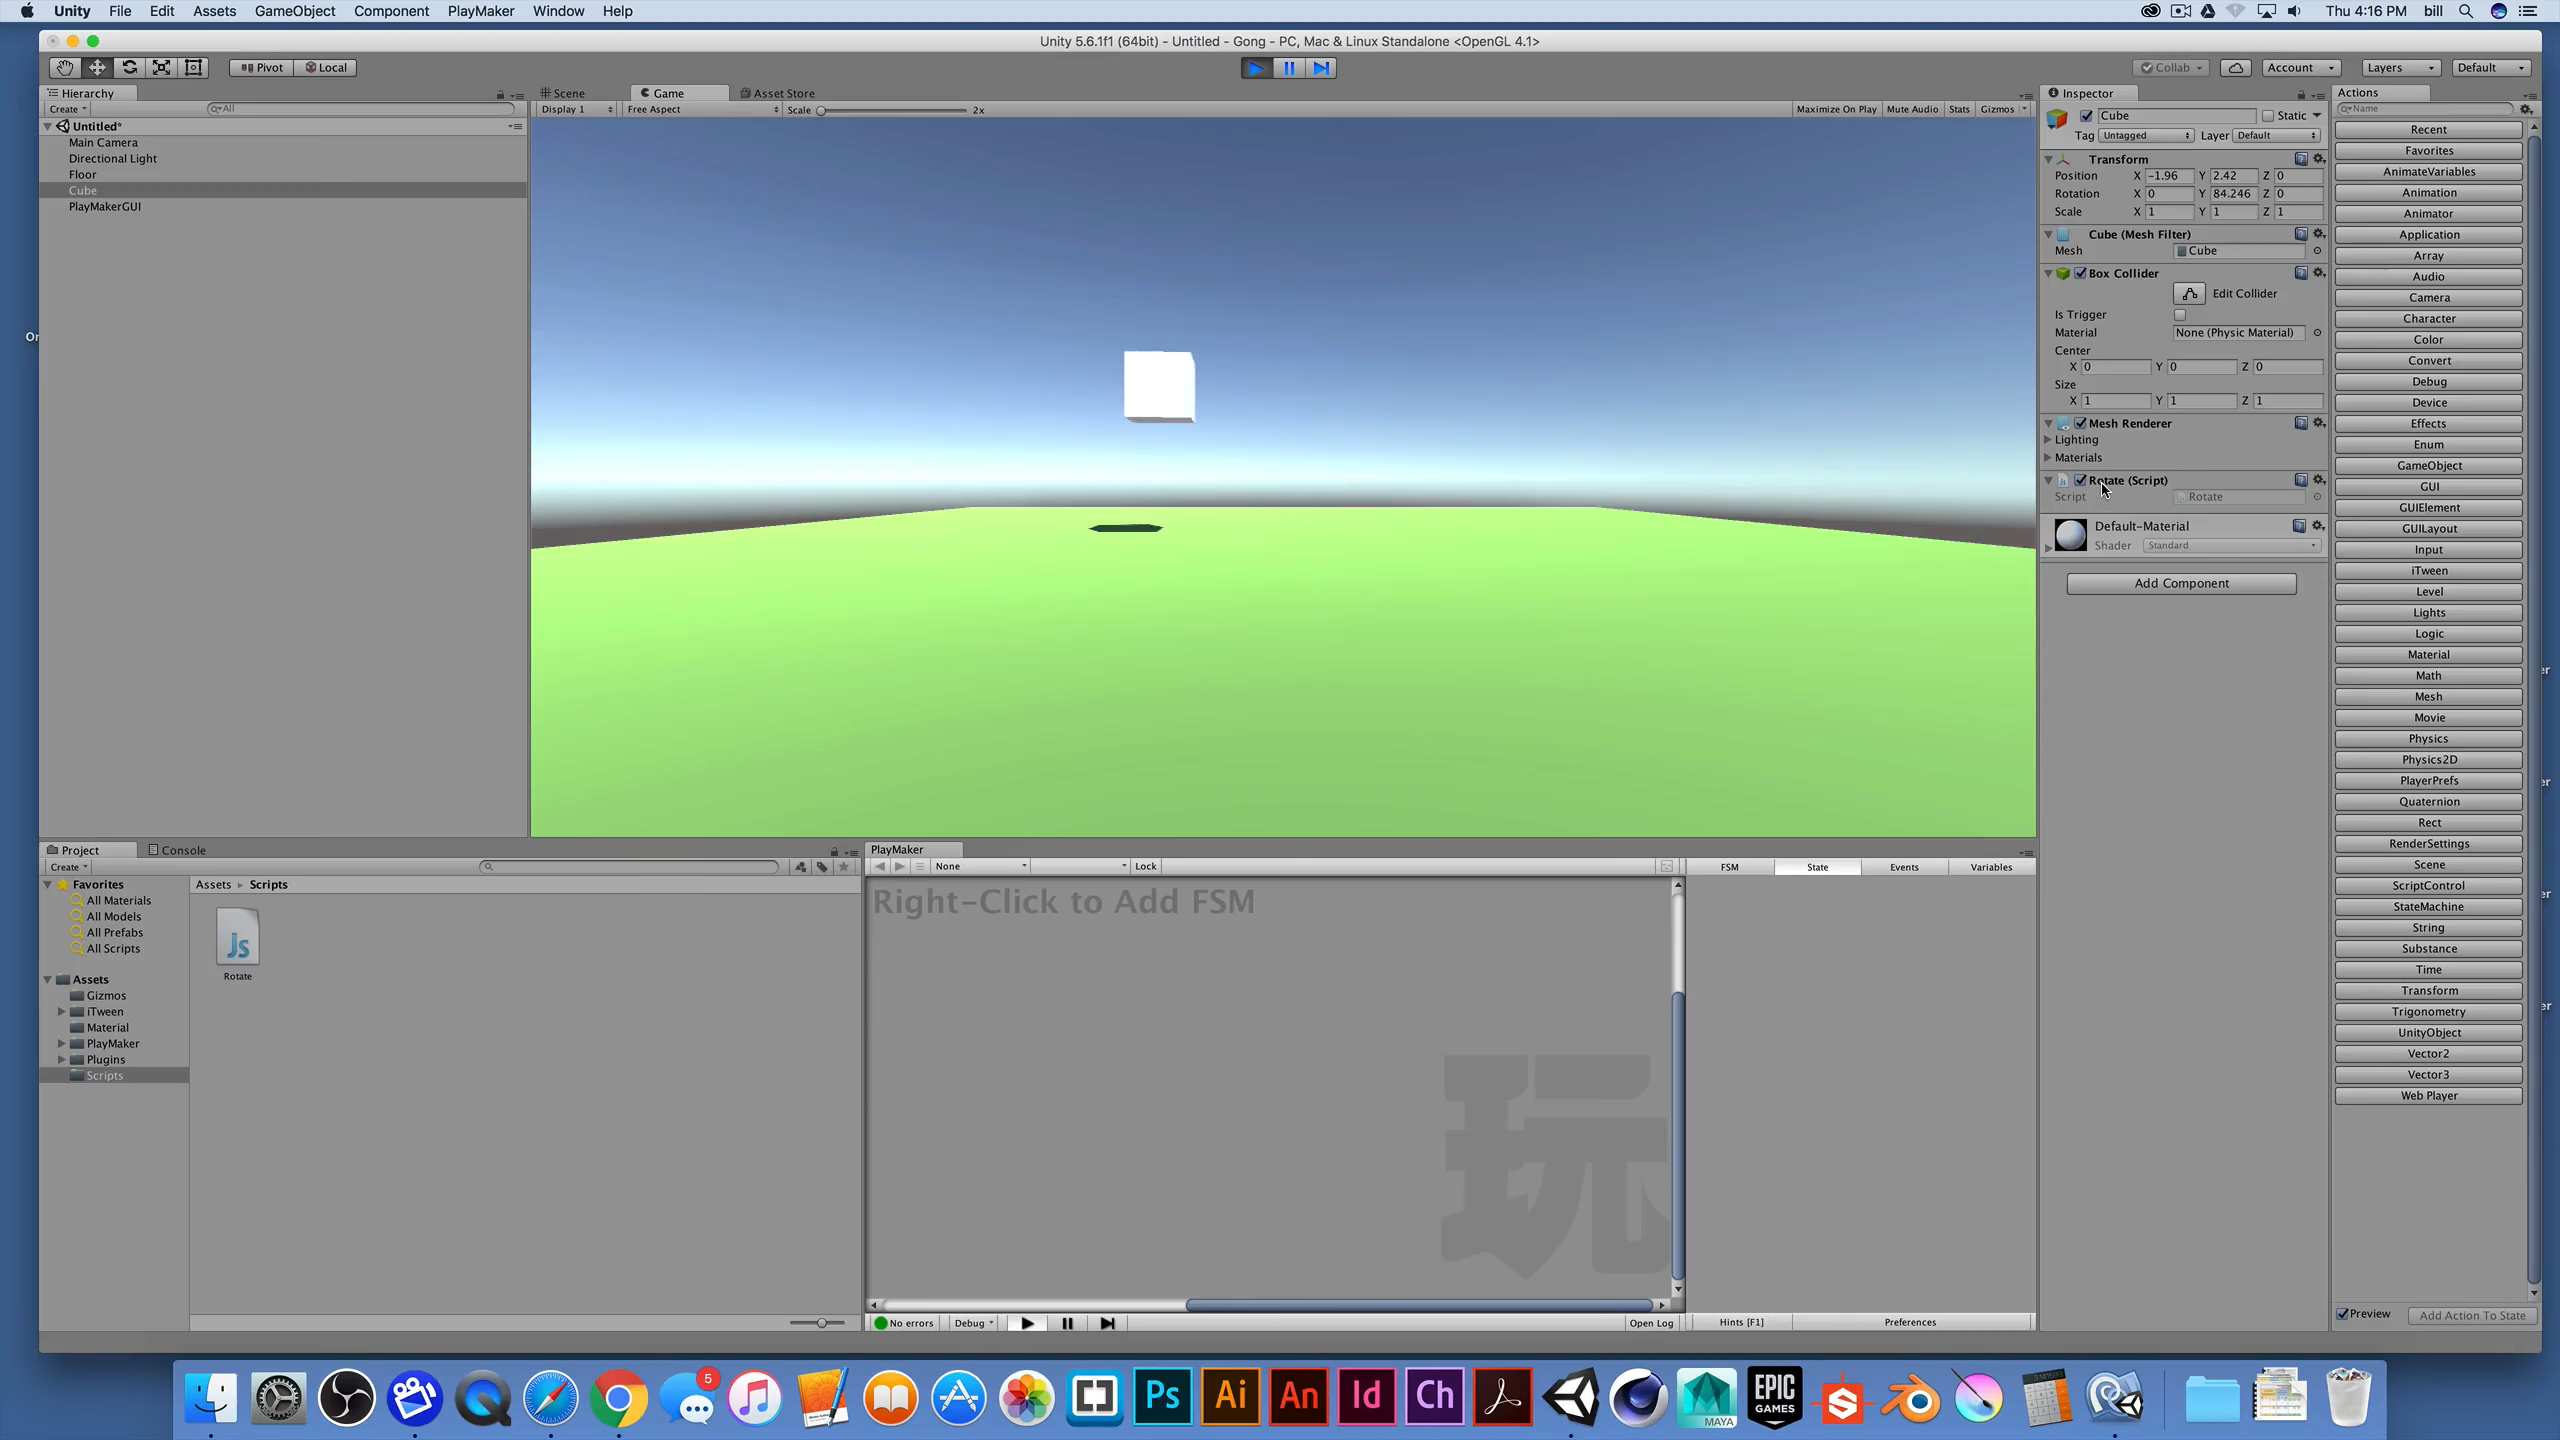 Unity File Edit Assets GameObject Component PlayMaker Window Help
Thu 4:16 PM bill
Unity 5.6.1f1 (64bit) - Untitled - Gong - PC, Mac & Linux Standalone <OpenGL 4.1>
Pivot Local
Collab Account Layers Default
Hierarchy
Create All
Untitled*
Main Camera
Directional Light
Floor
Cube
PlayMakerGUI
Scene Game Asset Store
Display 1 Free Aspect Scale 2x Maximize On Play Mute Audio Stats Gizmos
Inspector
Cube Static
Tag Untagged Layer Default
Transform
Position X -1.96 Y 2.42 Z 0
Rotation X 0 Y 84.246 Z 0
Scale X 1 Y 1 Z 1
Cube (Mesh Filter)
Mesh Cube
Box Collider
Edit Collider
Is Trigger
Material None (Physic Material)
Center
X 0 Y 0 Z 0
Size
X 1 Y 1 Z 1
Mesh Renderer
Lighting
Materials
Rotate (Script)
Script Rotate
Default-Material
Shader Standard
Add Component
Actions
Name
Recent
Favorites
AnimateVariables
Animation
Animator
Application
Array
Audio
Camera
Character
Color
Convert
Debug
Device
Effects
Enum
GameObject
GUI
GUIElement
GUILayout
Input
iTween
Level
Lights
Logic
Material
Math
Mesh
Movie
Physics
Physics2D
PlayerPrefs
Quaternion
Rect
RenderSettings
Scene
ScriptControl
StateMachine
String
Substance
Time
Transform
Trigonometry
UnityObject
Vector2
Vector3
Web Player
Preview Add Action To State
Project Console
Create
Favorites
All Materials
All Models
All Prefabs
All Scripts
Assets
Gizmos
iTween
Material
PlayMaker
Plugins
Scripts
Assets Scripts
Js
Rotate
PlayMaker
None Lock
FSM State Events Variables
Right-Click to Add FSM
玩
No errors Debug Open Log
Hints [F1] Preferences
5
Ps Ai An Id Ch
MAYA
EPIC GAMES